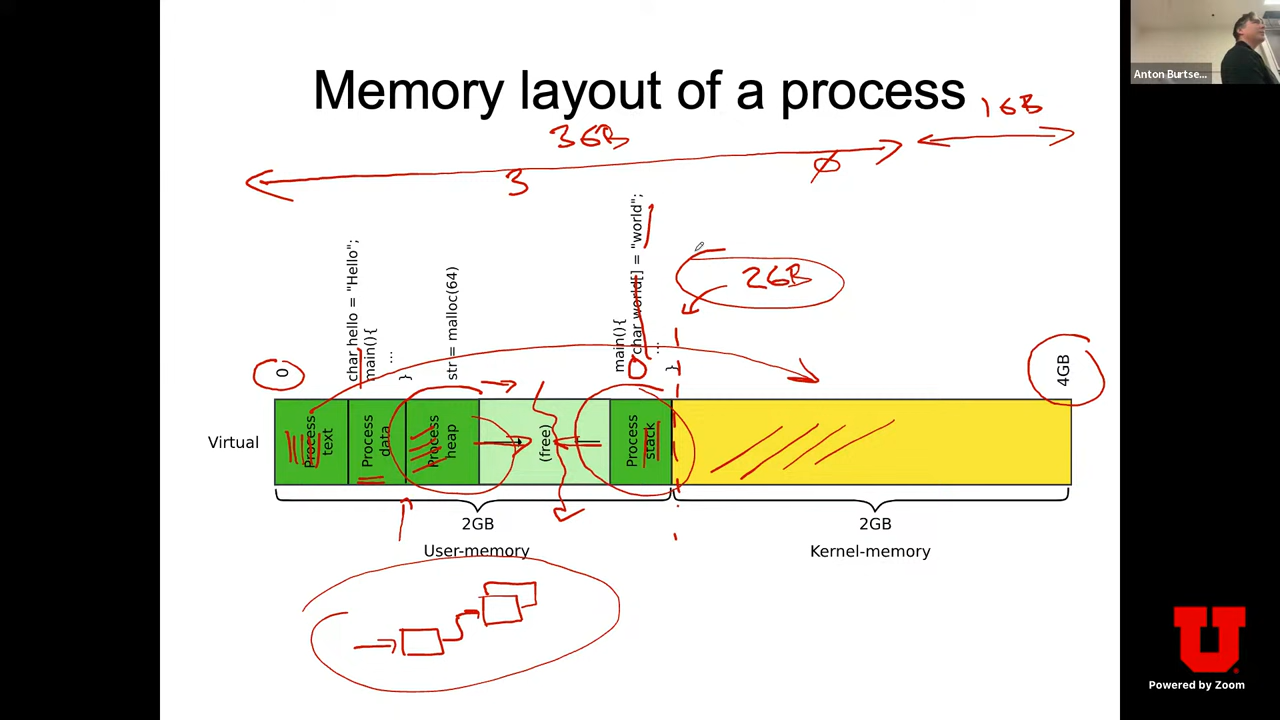 Memory layout of a process
Anton Burtse...
3GB
1GB
3
0
char hello = "Hello";
main(){
...
}
str = malloc(64)
main(){
char world[] = "world";
...
}
2GB
0
4GB
Virtual
Process
text
Process
data
Process
heap
(free)
Process
stack
2GB
User-memory
2GB
Kernel-memory
U
Powered by Zoom